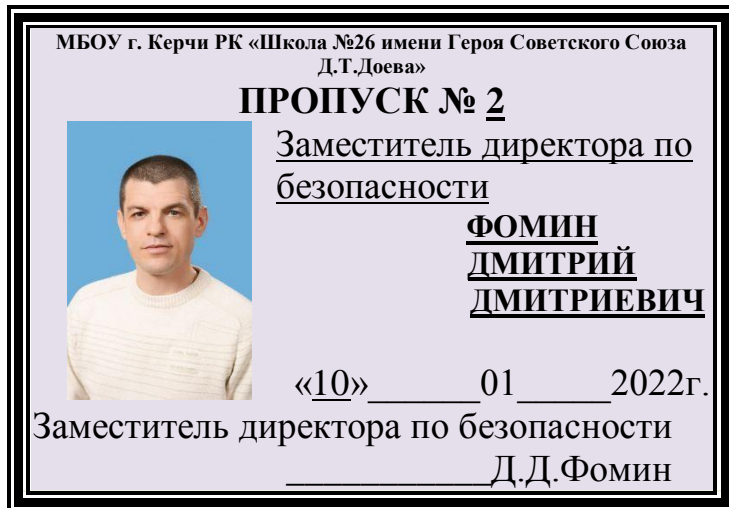 МБОУ г. Керчи РК «Школа №26 имени Героя Советского Союза
Д.Т.Доева»
ПРОПУСК № 2
Заместитель директора по
безопасности
ФОМИН
ДМИТРИЙ
ДМИТРИЕВИЧ
«10»______01_____2022г.
Заместитель директора по безопасности
___________Д.Д.Фомин